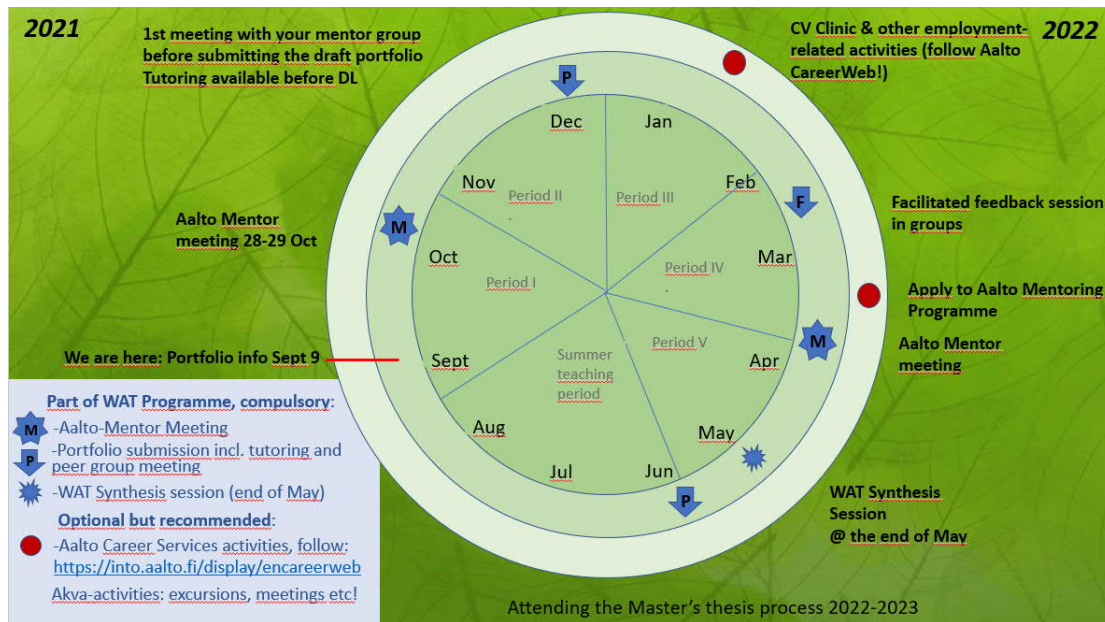 2021
1st meeting with your mentor group
before submitting the draft portfolio
Tutoring available before DL
CV Clinic & other employment-
related activities (follow Aalto
CareerWeb!)
2022
P
Dec
Jan
Nov
Feb
Period II
.
Period III
F
Facilitated feedback session
in groups
Aalto Mentor
meeting 28-29 Oct
M
Oct
Mar
Period I
Period IV
.
Apply to Aalto Mentoring
Programme
We are here: Portfolio info Sept 9
Sept
Summer
teaching
period
Period V
Apr
M
Aalto Mentor
meeting
Aug
May
Jul
Jun
P
WAT Synthesis
Session
@ the end of May
Part of WAT Programme, compulsory:
M
-Aalto-Mentor Meeting
P
-Portfolio submission incl. tutoring and
peer group meeting
-WAT Synthesis session (end of May)
Optional but recommended:
-Aalto Career Services activities, follow:
https://into.aalto.fi/display/encareerweb
Akva-activities: excursions, meetings etc!
Attending the Master's thesis process 2022-2023